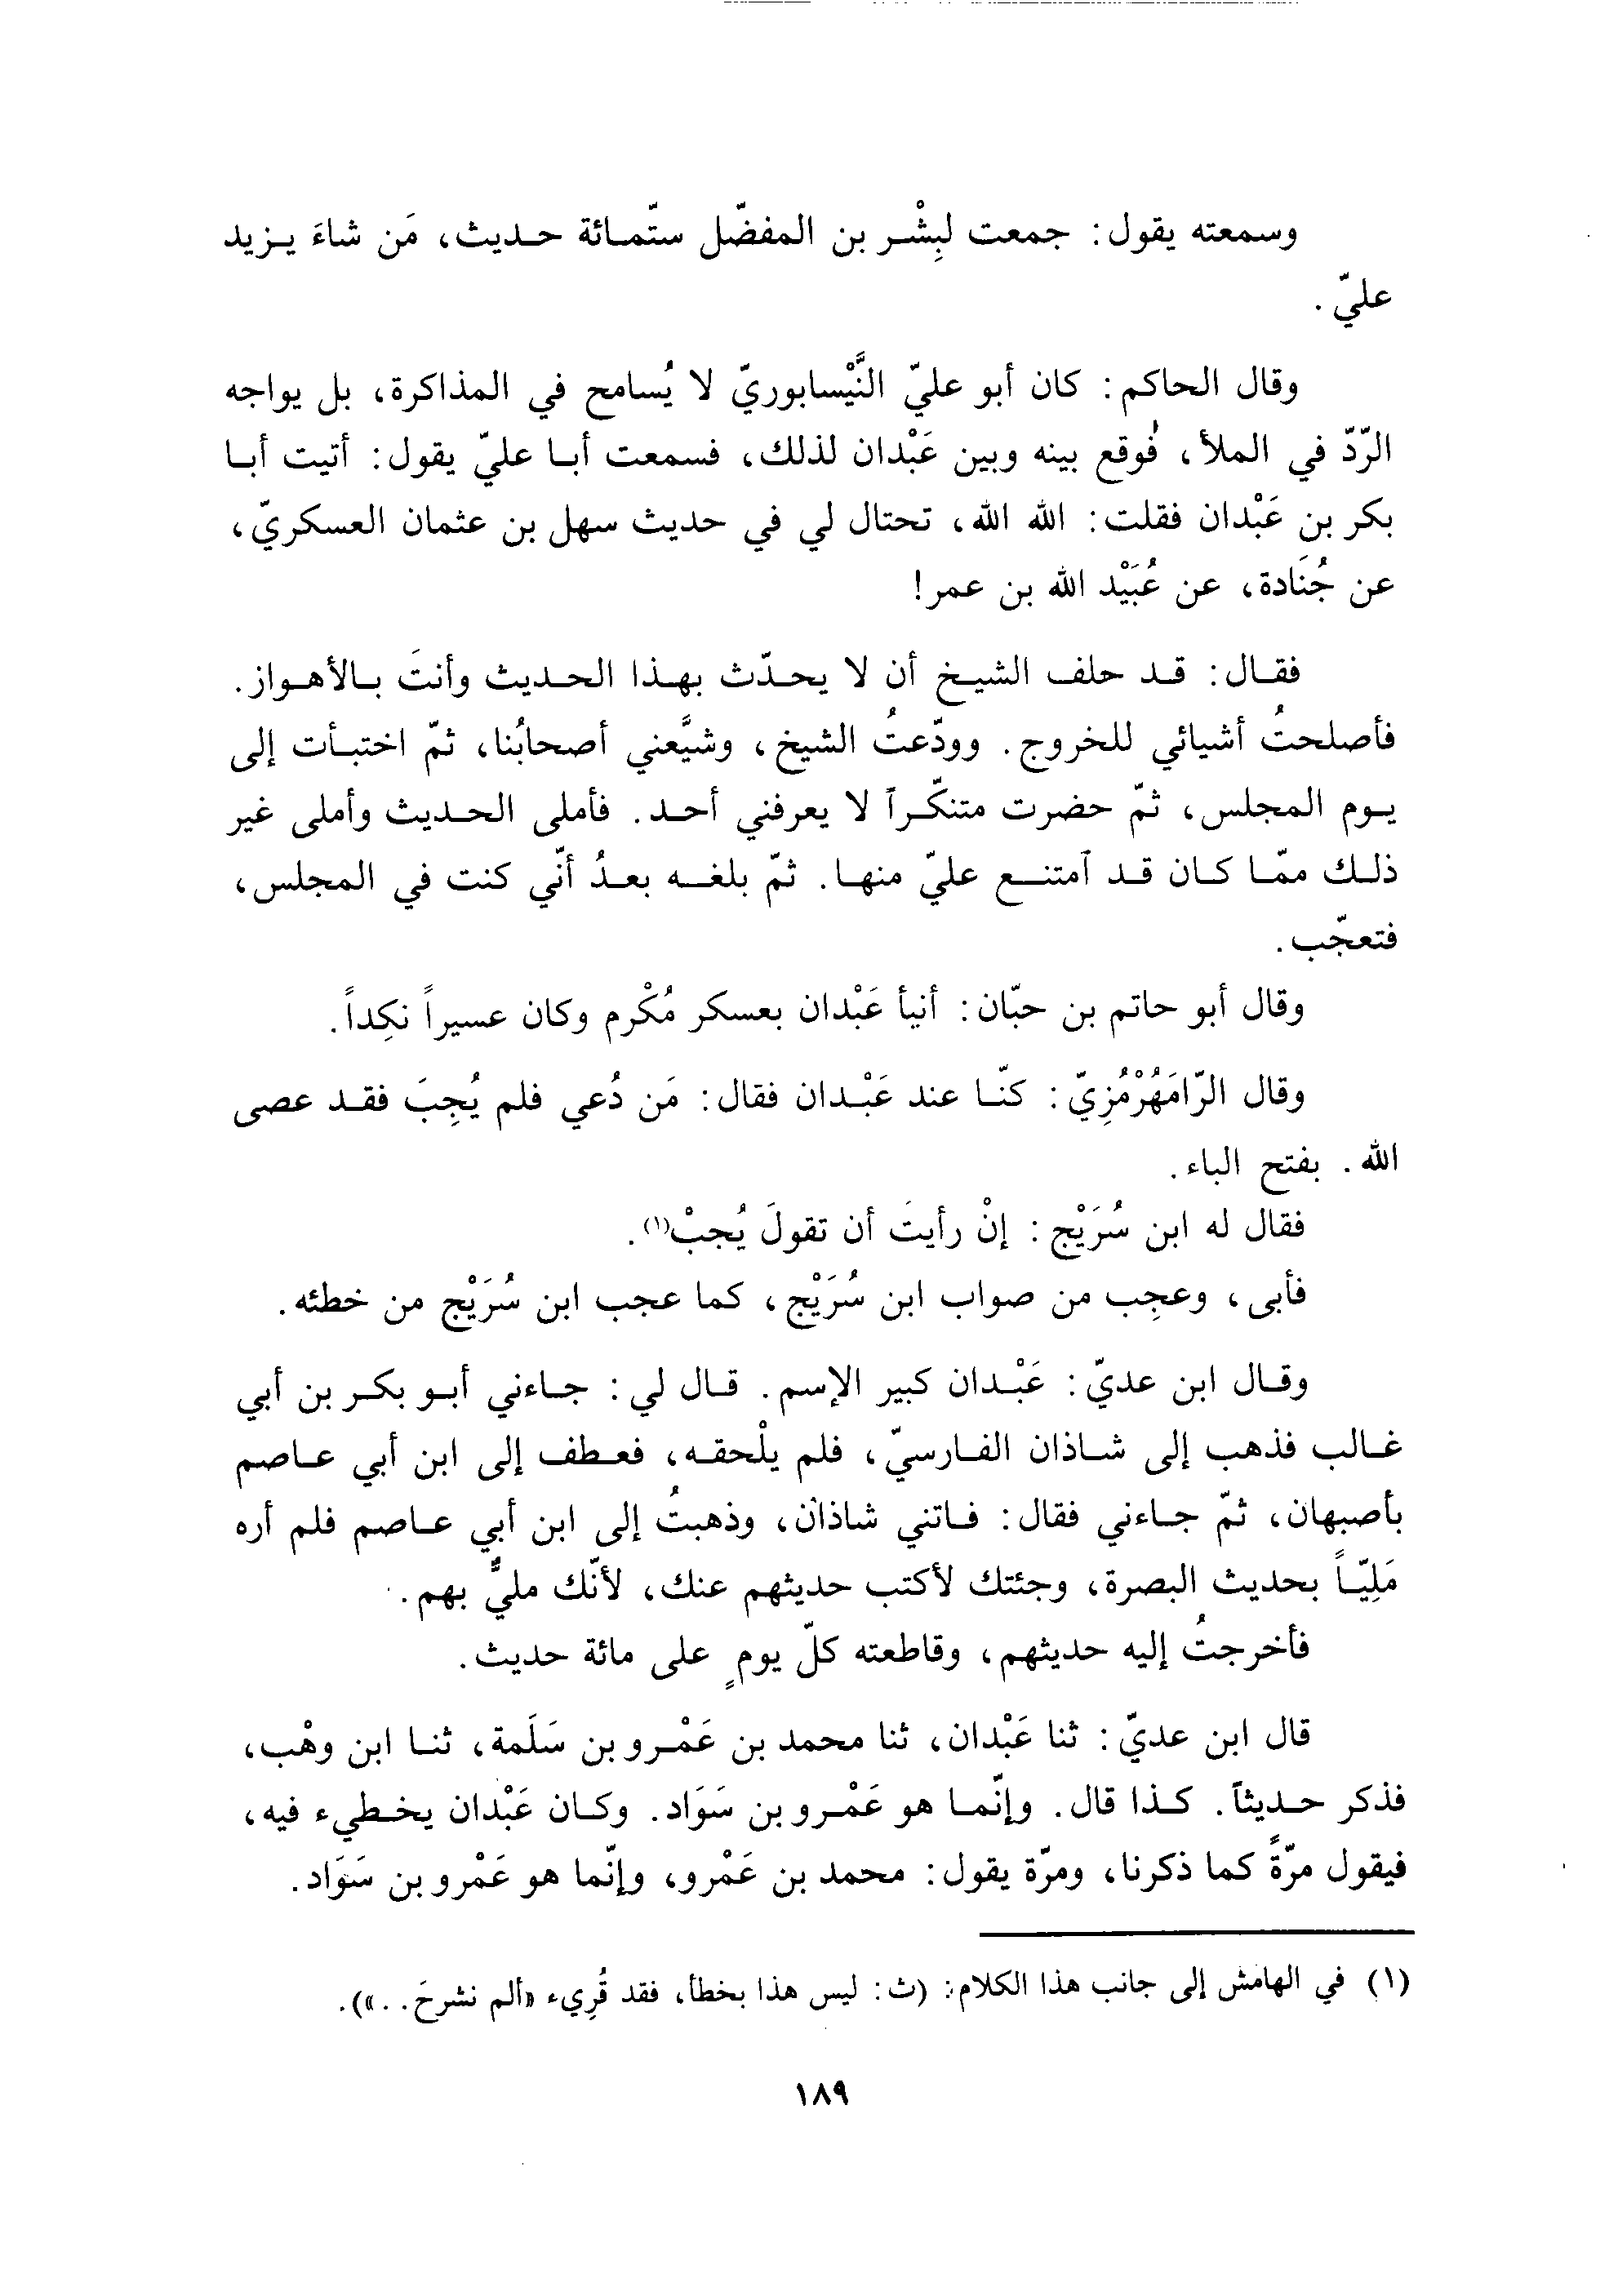 وسمعته يقول: جمعت لبِشْر بن المفضّل ستّمائة حديث، مَن شاءَ يزيد
عليّ.
وقال الحاكم: كان أبو عليّ النَّيْسابوريّ لا يُسامح في المذاكرة، بل يواجه
الرّدّ في الملأ، فوقع بينه وبين عَبْدان لذلك، فسمعت أبا عليّ يقول: أتيت أبا
بكر بن عَبْدان فقلت: الله الله، تحتال لي في حديث سهل بن عثمان العسكريّ،
عن جُنَادة، عن عُبَيْد الله بن عمر!
فقال: قد حلف الشيخ أن لا يحدّث بهذا الحديث وأنتَ بالأهواز.
فأصلحتُ أشيائي للخروج. وودّعتُ الشيخ، وشيَّعني أصحابُنا، ثمّ اختبأت إلى
يوم المجلس، ثمّ حضرت متنكّراً لا يعرفني أحد. فأملى الحديث وأملى غير
ذلك ممّا كان قد آمتنع عليّ منها. ثمّ بلغه بعدُ أنّي كنت في المجلس،
فتعجّب.
وقال أبو حاتم بن حبّان: أنبأ عَبْدان بعسكر مُكْرم وكان عسيراً نكِداً.
وقال الرّامَهُرْمُزِيّ: كنّا عند عَبْدان فقال: مَن دُعي فلم يُجِبَ فقد عصى
الله. بفتح الباء.
فقال له ابن سُرَيْج: إنْ رأيتَ أن تقولَ يُجبْ(١).
فأبى، وعجِب من صواب ابن سُرَيْج، كما عجب ابن سُرَيْج من خطئه.
وقال ابن عديّ: عَبْدان كبير الإسم. قال لي: جاءني أبو بكر بن أبي
غالب فذهب إلى شاذان الفارسيّ، فلم يلْحقه، فعطف إلى ابن أبي عاصم
بأصبهان، ثمّ جاءني فقال: فاتني شاذان، وذهبتُ إلى ابن أبي عاصم فلم أره
مَلِيّاً بحديث البصرة، وجئتك لأكتب حديثهم عنك، لأنّك مليٌّ بهم.
فأخرجتُ إليه حديثهم، وقاطعته كلّ يومٍ على مائة حديث.
قال ابن عديّ: ثنا عَبْدان، ثنا محمد بن عَمْرو بن سَلَمة، ثنا ابن وهْب،
فذكر حديثاً. كذا قال. وإنّما هو عَمْرو بن سَوَاد. وكان عَبْدان يخطيء فيه،
فيقول مرّةً كما ذكرنا، ومرّة يقول: محمد بن عَمْرو، وإنّما هو عَمْرو بن سَوَاد.
(١) في الهامش إلى جانب هذا الكلام: (ث: ليس هذا بخطأ، فقد قُرِيء «ألم نشرحَ..»).
١٨٩